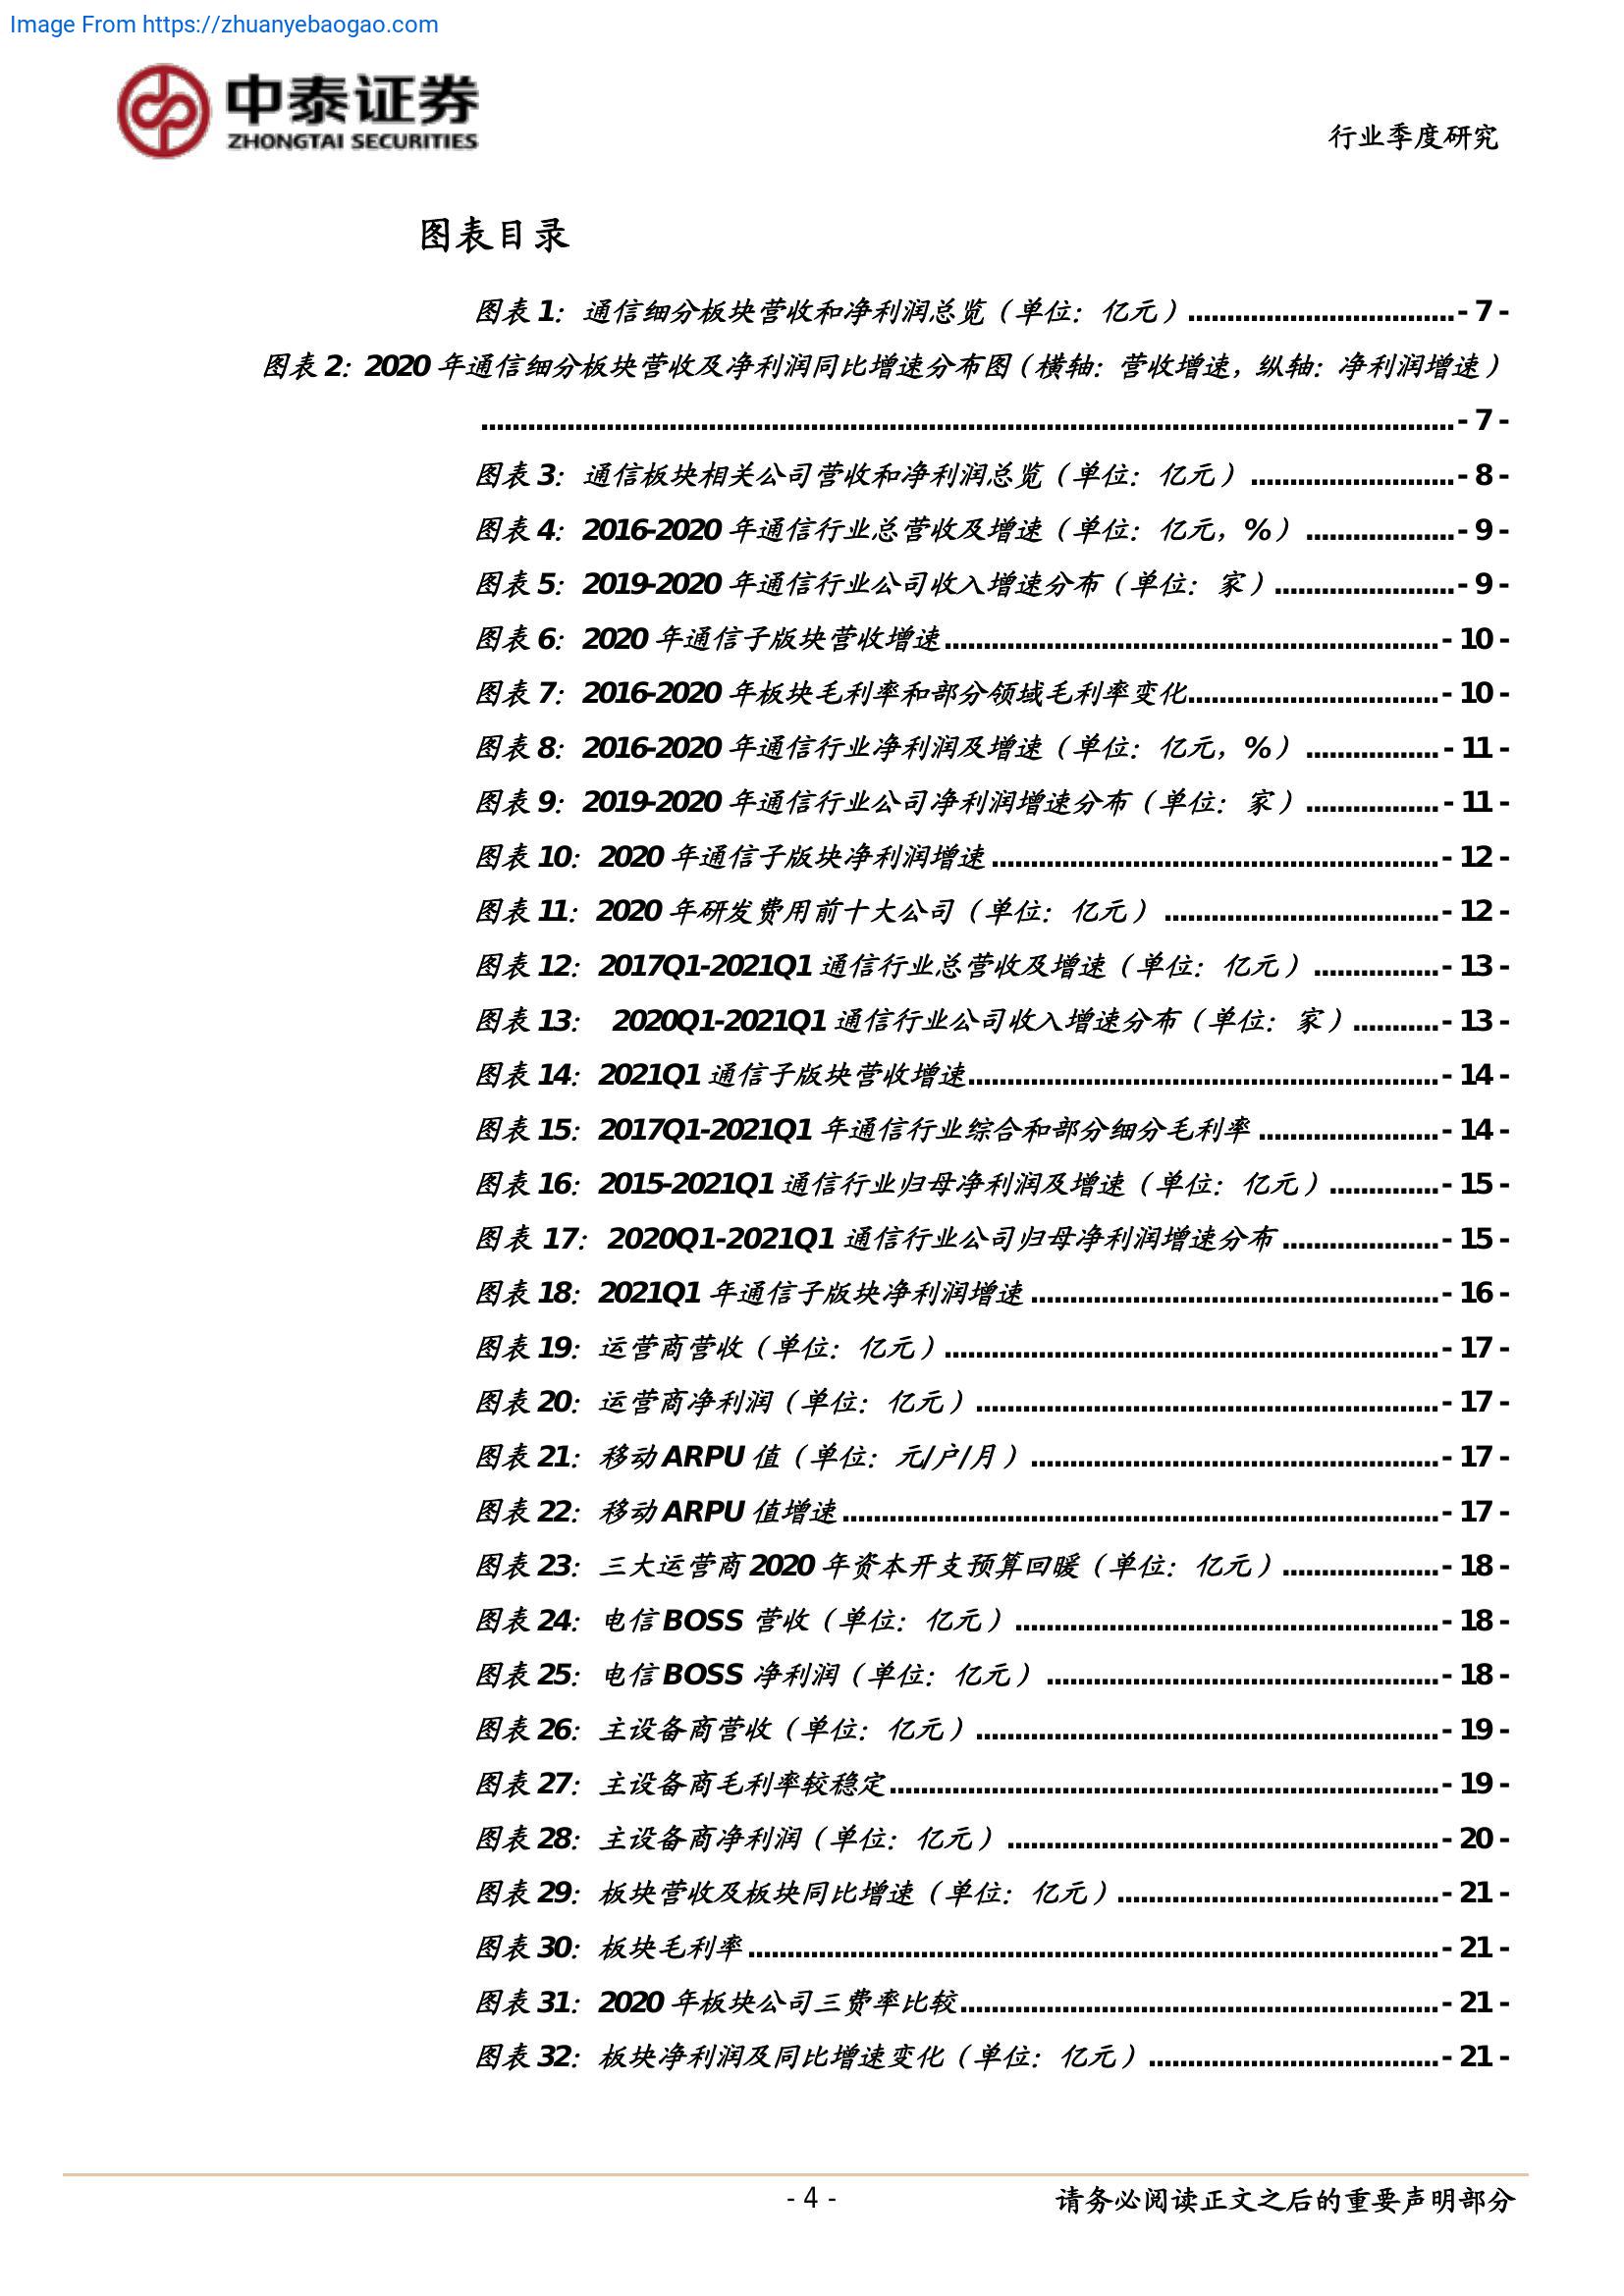 Image From https://zhuanyebaogao.com
中泰证券
ZHONGTAI SECURITIES
行业季度研究
图表目录
图表 1：通信细分板块营收和净利润总览（单位：亿元）..................................- 7 -
图表 2：2020 年通信细分板块营收及净利润同比增速分布图（横轴：营收增速，纵轴：净利润增速）
............................................................................................................................- 7 -
图表 3：通信板块相关公司营收和净利润总览（单位：亿元）..........................- 8 -
图表 4：2016-2020 年通信行业总营收及增速（单位：亿元，%）...................- 9 -
图表 5：2019-2020 年通信行业公司收入增速分布（单位：家）.......................- 9 -
图表 6：2020 年通信子版块营收增速...............................................................- 10 -
图表 7：2016-2020 年板块毛利率和部分领域毛利率变化................................- 10 -
图表 8：2016-2020 年通信行业净利润及增速（单位：亿元，%）.................- 11 -
图表 9：2019-2020 年通信行业公司净利润增速分布（单位：家）.................- 11 -
图表 10：2020 年通信子版块净利润增速.........................................................- 12 -
图表 11：2020 年研发费用前十大公司（单位：亿元）...................................- 12 -
图表 12：2017Q1-2021Q1 通信行业总营收及增速（单位：亿元）................- 13 -
图表 13： 2020Q1-2021Q1 通信行业公司收入增速分布（单位：家）...........- 13 -
图表 14：2021Q1 通信子版块营收增速............................................................- 14 -
图表 15：2017Q1-2021Q1 年通信行业综合和部分细分毛利率.......................- 14 -
图表 16：2015-2021Q1 通信行业归母净利润及增速（单位：亿元）..............- 15 -
图表 17：2020Q1-2021Q1 通信行业公司归母净利润增速分布....................- 15 -
图表 18：2021Q1 年通信子版块净利润增速....................................................- 16 -
图表 19：运营商营收（单位：亿元）...............................................................- 17 -
图表 20：运营商净利润（单位：亿元）...........................................................- 17 -
图表 21：移动 ARPU 值（单位：元/户/月）....................................................- 17 -
图表 22：移动 ARPU 值增速............................................................................- 17 -
图表 23：三大运营商 2020 年资本开支预算回暖（单位：亿元）....................- 18 -
图表 24：电信 BOSS 营收（单位：亿元）......................................................- 18 -
图表 25：电信 BOSS 净利润（单位：亿元）..................................................- 18 -
图表 26：主设备商营收（单位：亿元）...........................................................- 19 -
图表 27：主设备商毛利率较稳定......................................................................- 19 -
图表 28：主设备商净利润（单位：亿元）.......................................................- 20 -
图表 29：板块营收及板块同比增速（单位：亿元）.........................................- 21 -
图表 30：板块毛利率........................................................................................- 21 -
图表 31：2020 年板块公司三费率比较.............................................................- 21 -
图表 32：板块净利润及同比增速变化（单位：亿元）.....................................- 21 -
- 4 -
请务必阅读正文之后的重要声明部分